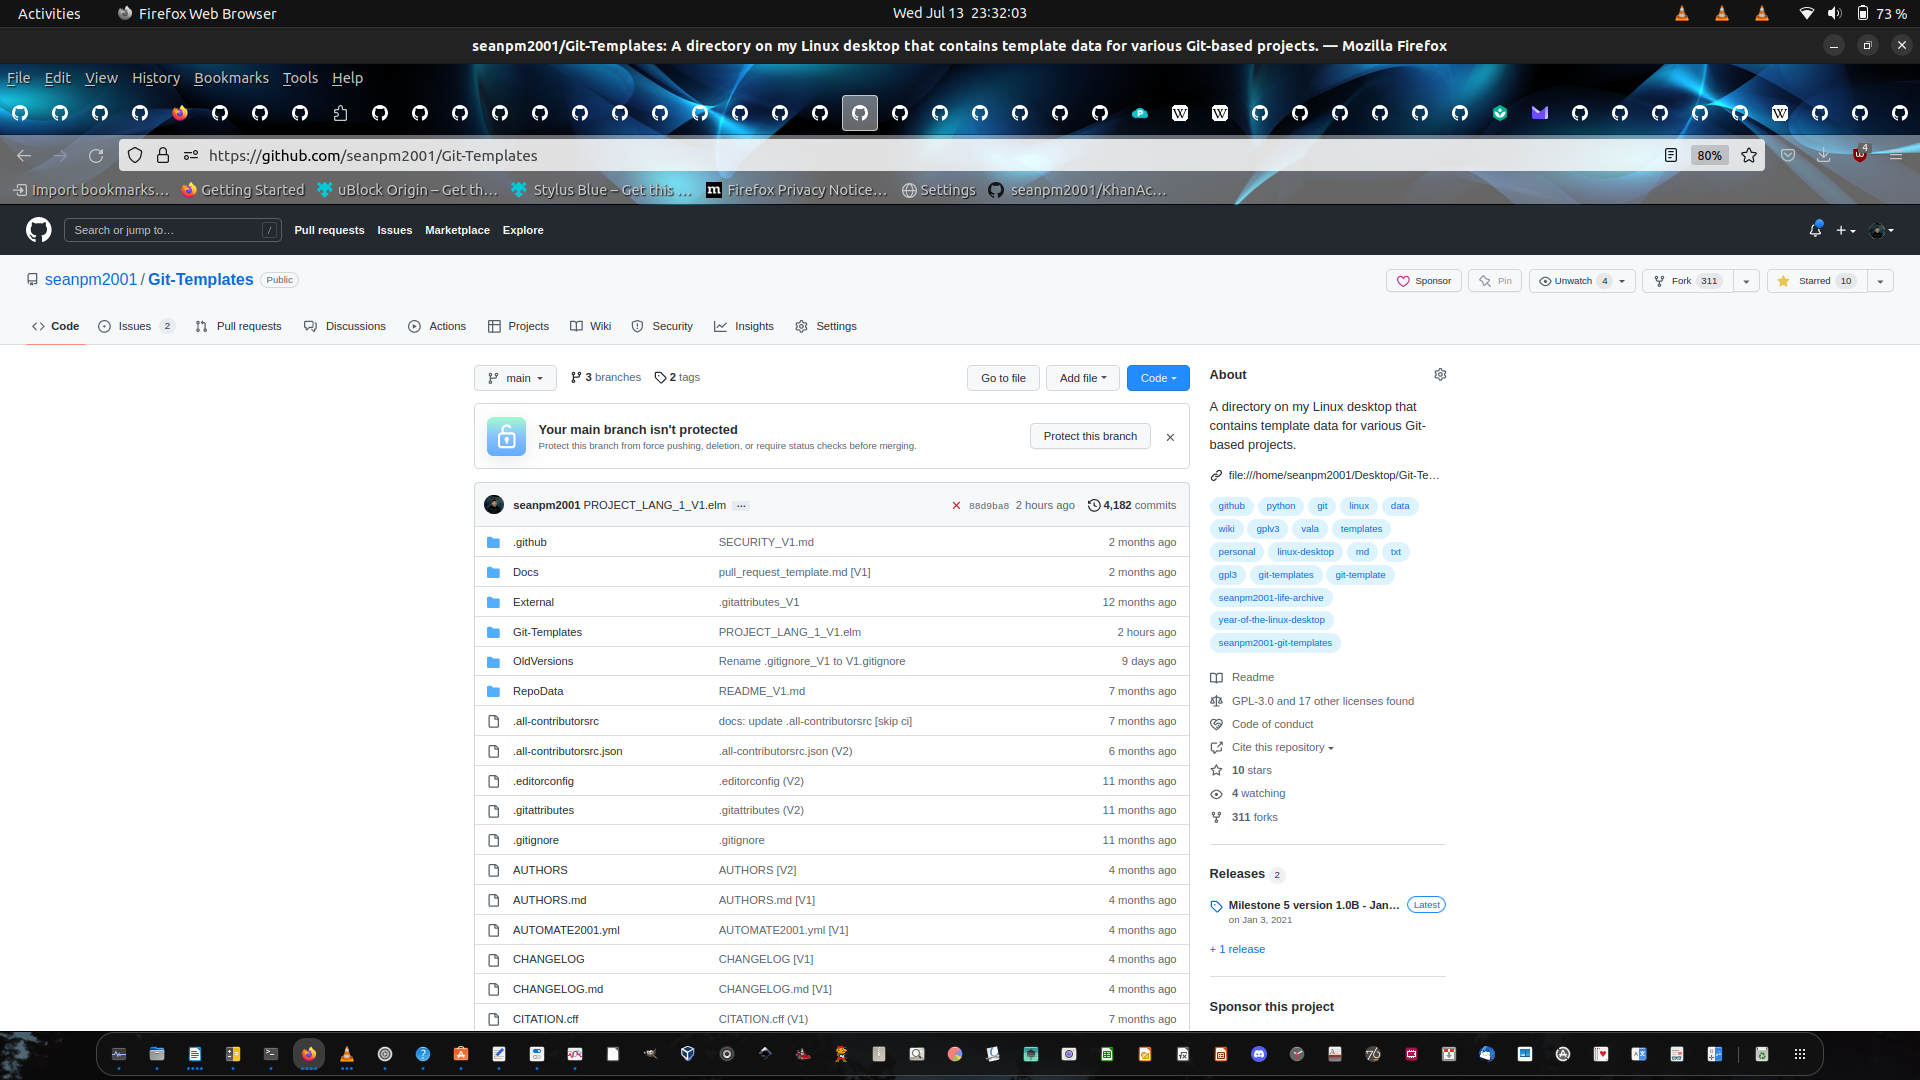 Activities Firefox Web Browser Wed Jul 13 23:32:03 73 %
seanpm2001/Git-Templates: A directory on my Linux desktop that contains template data for various Git-based projects. — Mozilla Firefox
File Edit View History Bookmarks Tools Help
https://github.com/seanpm2001/Git-Templates 80% 4
Import bookmarks… Getting Started uBlock Origin – Get th… Stylus Blue – Get this … Firefox Privacy Notice… Settings seanpm2001/KhanAc…
Search or jump to… / Pull requests Issues Marketplace Explore
seanpm2001 / Git-Templates Public Sponsor Pin Unwatch 4 Fork 311 Starred 10
Code Issues 2 Pull requests Discussions Actions Projects Wiki Security Insights Settings
main 3 branches 2 tags Go to file Add file Code
Your main branch isn't protected
Protect this branch from force pushing, deletion, or require status checks before merging.
Protect this branch
seanpm2001 PROJECT_LANG_1_V1.elm … 88d9ba8 2 hours ago 4,182 commits
.github SECURITY_V1.md 2 months ago
Docs pull_request_template.md [V1] 2 months ago
External .gitattributes_V1 12 months ago
Git-Templates PROJECT_LANG_1_V1.elm 2 hours ago
OldVersions Rename .gitignore_V1 to V1.gitignore 9 days ago
RepoData README_V1.md 7 months ago
.all-contributorsrc docs: update .all-contributorsrc [skip ci] 7 months ago
.all-contributorsrc.json .all-contributorsrc.json (V2) 6 months ago
.editorconfig .editorconfig (V2) 11 months ago
.gitattributes .gitattributes (V2) 11 months ago
.gitignore .gitignore 11 months ago
AUTHORS AUTHORS [V2] 4 months ago
AUTHORS.md AUTHORS.md [V1] 4 months ago
AUTOMATE2001.yml AUTOMATE2001.yml [V1] 4 months ago
CHANGELOG CHANGELOG [V1] 4 months ago
CHANGELOG.md CHANGELOG.md [V1] 4 months ago
CITATION.cff CITATION.cff (V1) 7 months ago
About
A directory on my Linux desktop that
contains template data for various Git-
based projects.
file:///home/seanpm2001/Desktop/Git-Te…
github python git linux data
wiki gplv3 vala templates
personal linux-desktop md txt
gpl3 git-templates git-template
seanpm2001-life-archive
year-of-the-linux-desktop
seanpm2001-git-templates
Readme
GPL-3.0 and 17 other licenses found
Code of conduct
Cite this repository
10 stars
4 watching
311 forks
Releases 2
Milestone 5 version 1.0B - Jan… Latest
on Jan 3, 2021
+ 1 release
Sponsor this project